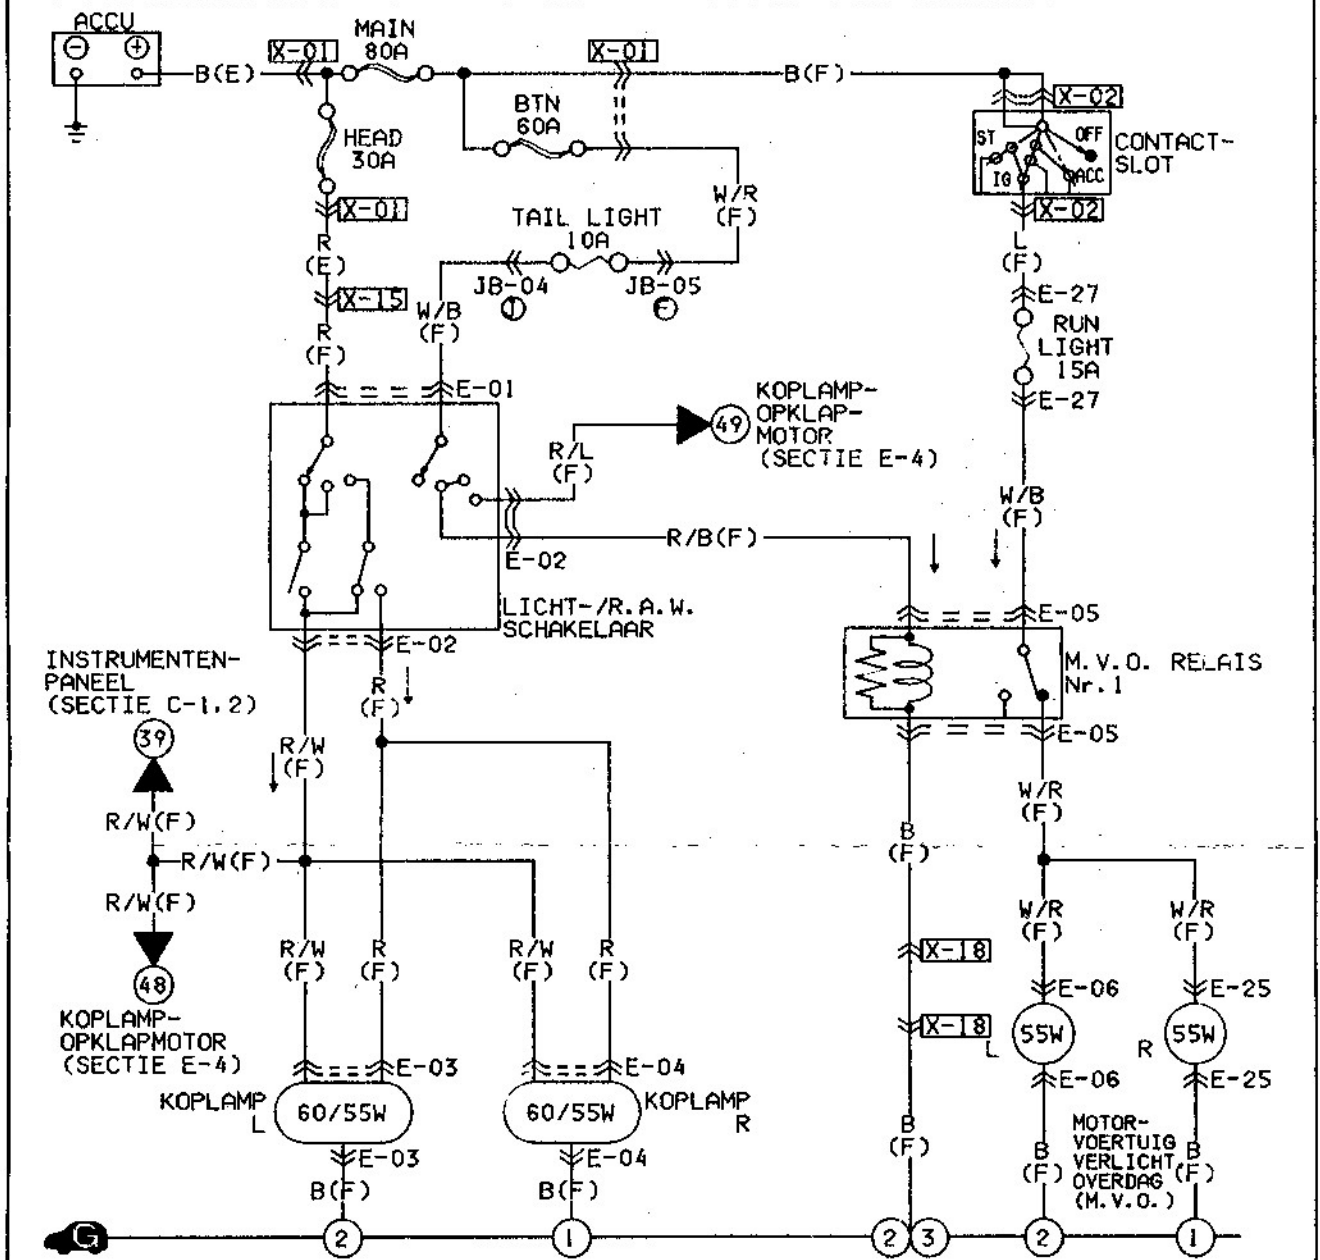 ACCU
MAIN
80A
X-01
X-01
B(E)
B(F)
X-02
BTN
60A
HEAD
30A
ST
OFF
IG
ACC
CONTACT-
SLOT
X-01
X-02
W/R
(F)
TAIL LIGHT
10A
R
(E)
L
(F)
JB-04
JB-05
J
F
X-15
E-27
W/B
(F)
RUN
LIGHT
15A
R
(F)
E-01
E-27
KOPLAMP-
OPKLAP-
MOTOR
(SECTIE E-4)
49
R/L
(F)
W/B
(F)
R/B(F)
E-02
LICHT-/R.A.W.
SCHAKELAAR
E-05
E-02
M.V.O. RELAIS
Nr.1
INSTRUMENTEN-
PANEEL
(SECTIE C-1,2)
R
(F)
39
E-05
R/W
(F)
W/R
(F)
R/W(F)
B
(F)
R/W(F)
R/W(F)
W/R
(F)
W/R
(F)
R/W
(F)
R
(F)
R/W
(F)
R
(F)
X-18
48
E-06
E-25
KOPLAMP-
OPKLAPMOTOR
(SECTIE E-4)
X-18
L
55W
R
55W
E-03
E-04
E-06
E-25
KOPLAMP
L
60/55W
60/55W
KOPLAMP
R
MOTOR-
VOERTUIG
VERLICHT.
OVERDAG
(M.V.O.)
B
(F)
B
(F)
B
(F)
E-03
E-04
B(F)
B(F)
G
2
1
2
3
2
1